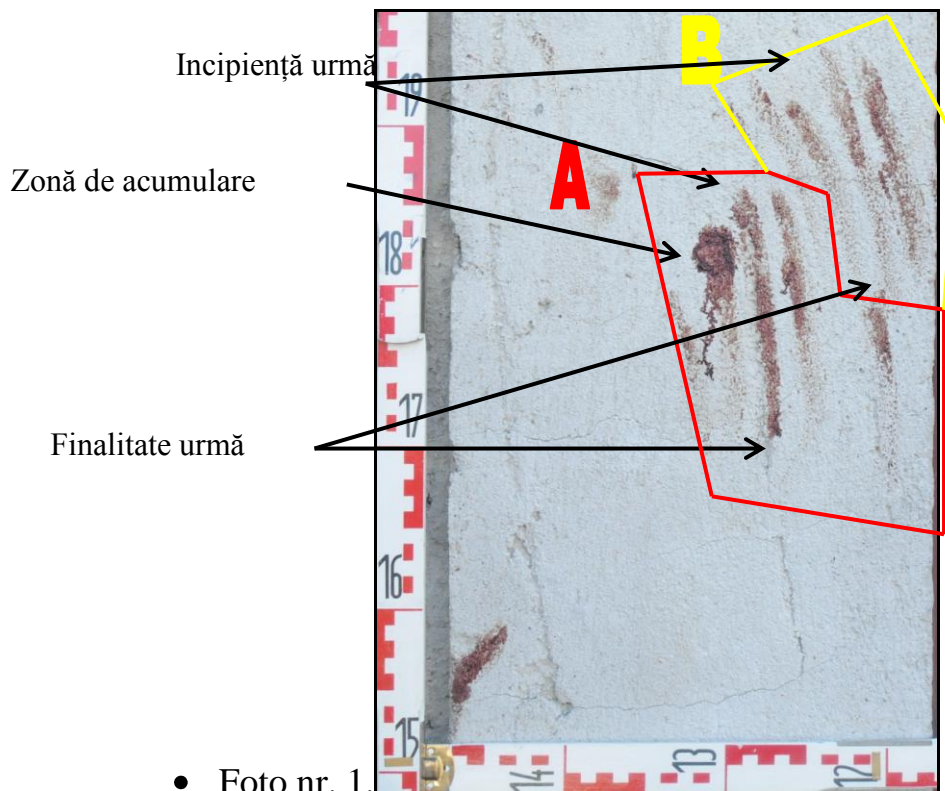 Incipiență urmă
B
19
A
Zonă de acumulare
18
17
Finalitate urmă
16
15
14
13
12
• Foto nr. 1.